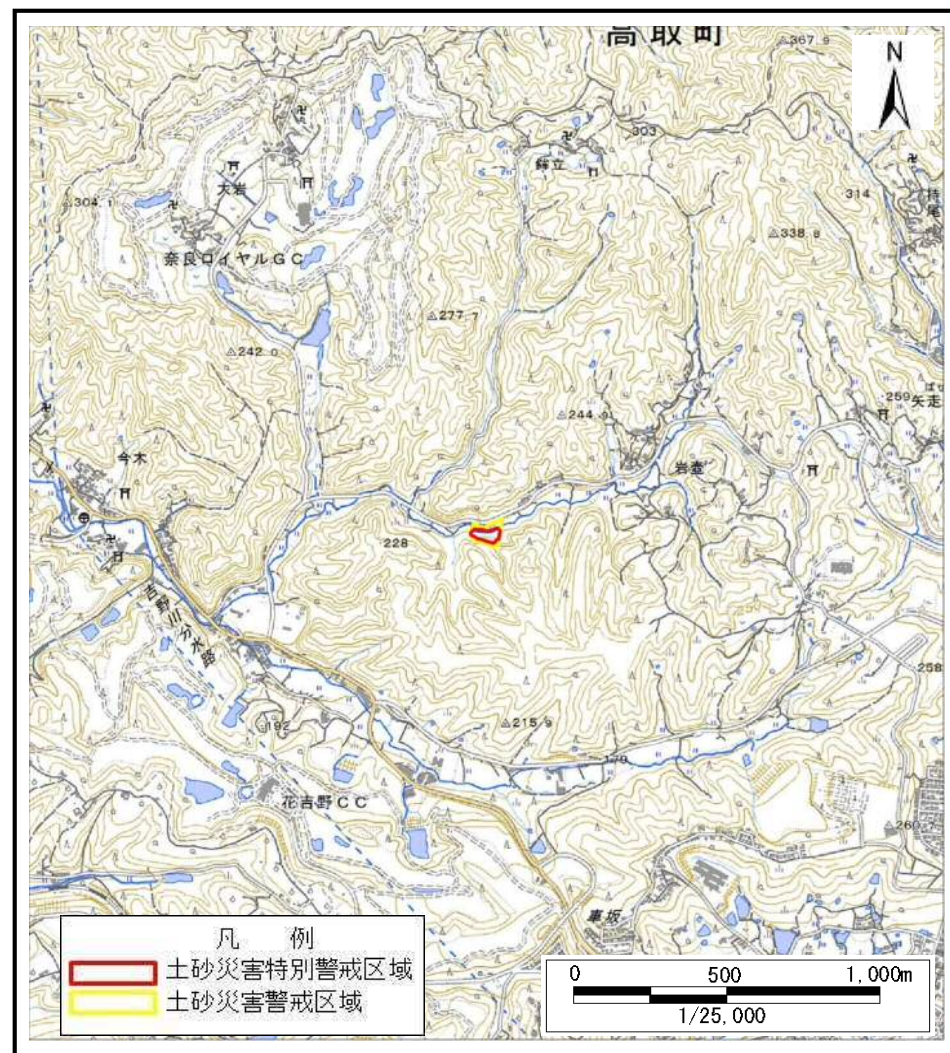 高取町
367.9
N
303
鉾立
大岩
314
持尾
304.1
338.8
奈良ロイヤルGC
277.7
242.0
259
矢走
244.9
今木
岩壺
228
吉野川分水路
258
215.9
192
179
花吉野CC
260.7
車坂
凡 例
土砂災害特別警戒区域
土砂災害警戒区域
0 500 1,000m
1/25,000